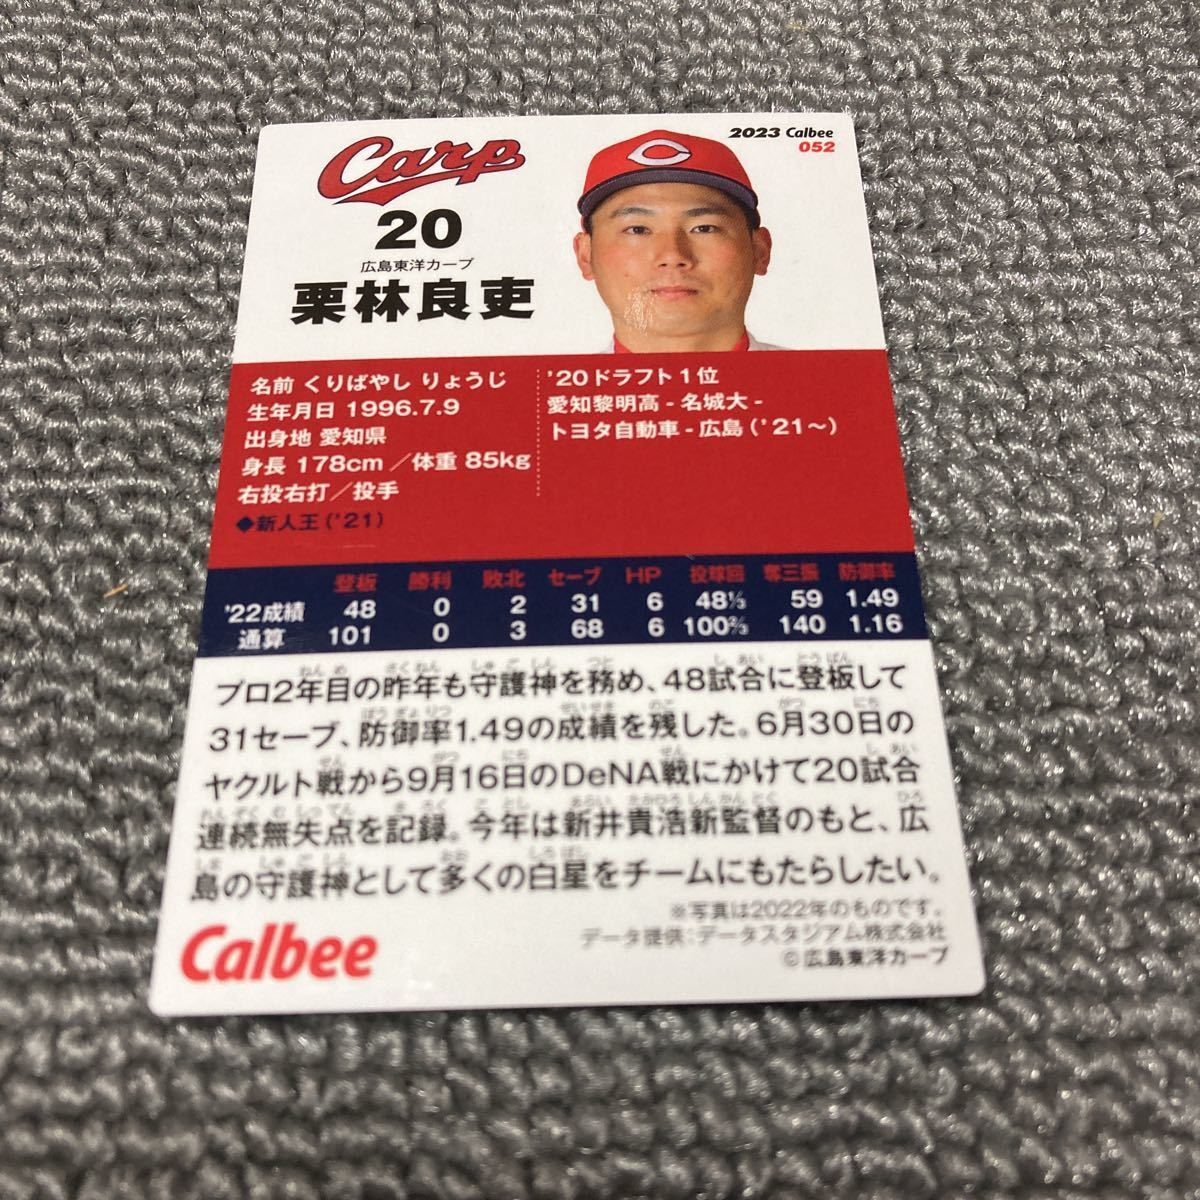 Carp
2023 Calbee
052
20
広島東洋カープ
栗林良吏
名前 くりばやし りょうじ
生年月日 1996.7.9
出身地 愛知県
身長 178cm／体重 85kg
右投右打／投手
◆新人王('21)
'20ドラフト1位
愛知黎明高-名城大-
トヨタ自動車-広島('21〜)
登板 勝利 敗北 セーブ HP 投球回 奪三振 防御率
'22成績 48 0 2 31 6 48⅓ 59 1.49
通算 101 0 3 68 6 100⅔ 140 1.16
プロ2年目の昨年も守護神を務め、48試合に登板して
31セーブ、防御率1.49の成績を残した。6月30日の
ヤクルト戦から9月16日のDeNA戦にかけて20試合
連続無失点を記録。今年は新井貴浩新監督のもと、広
島の守護神として多くの白星をチームにもたらしたい。
※写真は2022年のものです。
データ提供:データスタジアム株式会社
©広島東洋カープ
Calbee